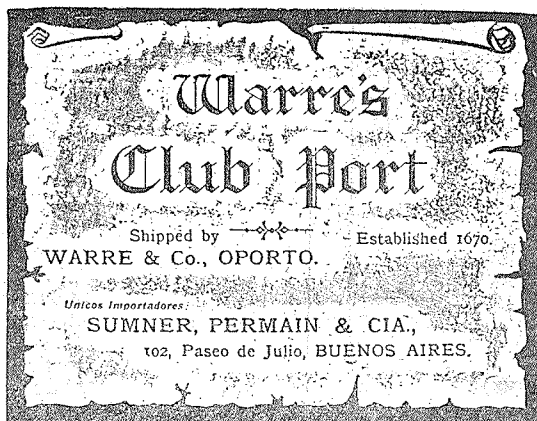 Warre's
Club Port
Shipped by
Established 1670.
WARRE & Co., OPORTO.
Unicos Importadores:
SUMNER, PERMAIN & CIA.,
102, Paseo de Julio, BUENOS AIRES.